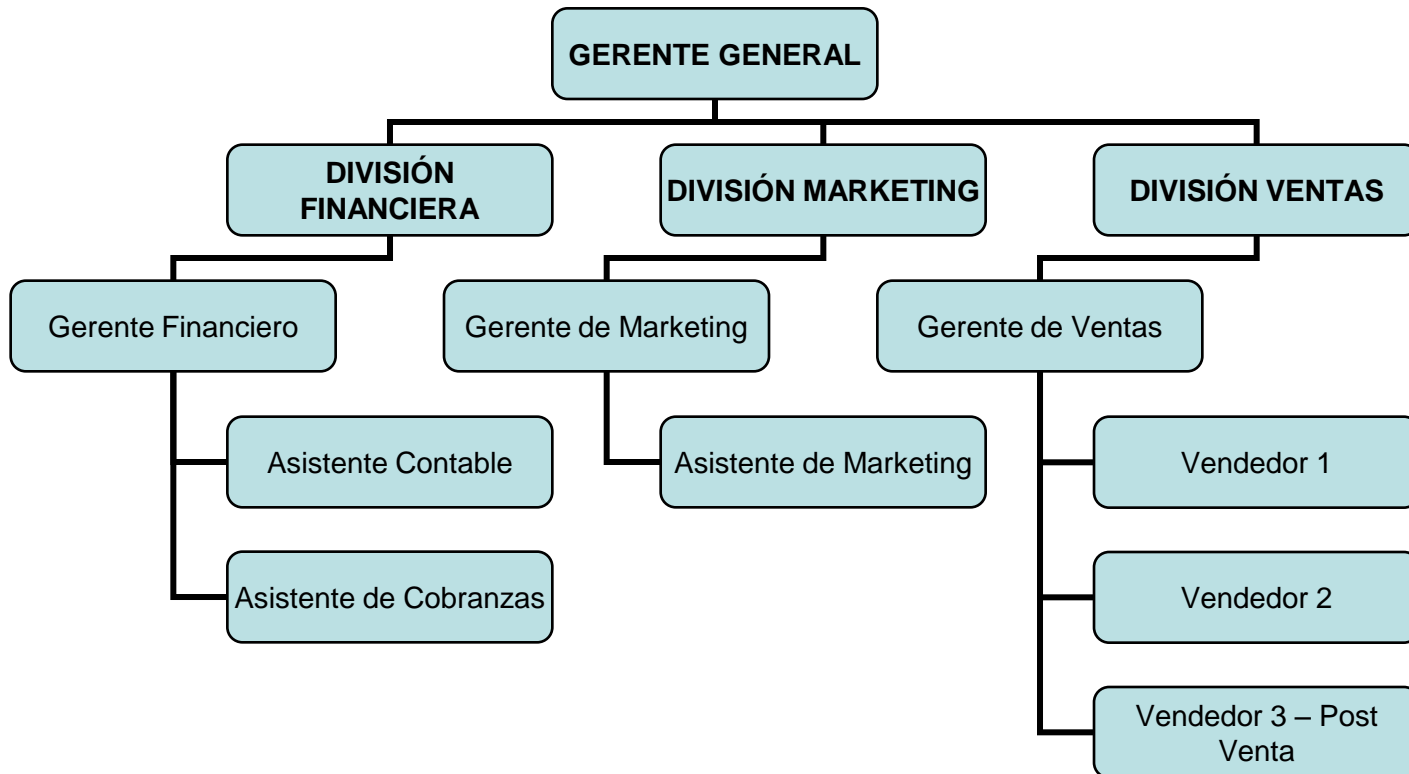 GERENTE GENERAL
DIVISIÓN
FINANCIERA
DIVISIÓN MARKETING
DIVISIÓN VENTAS
Gerente Financiero
Gerente de Marketing
Gerente de Ventas
Asistente Contable
Asistente de Marketing
Vendedor 1
Asistente de Cobranzas
Vendedor 2
Vendedor 3 – Post
Venta